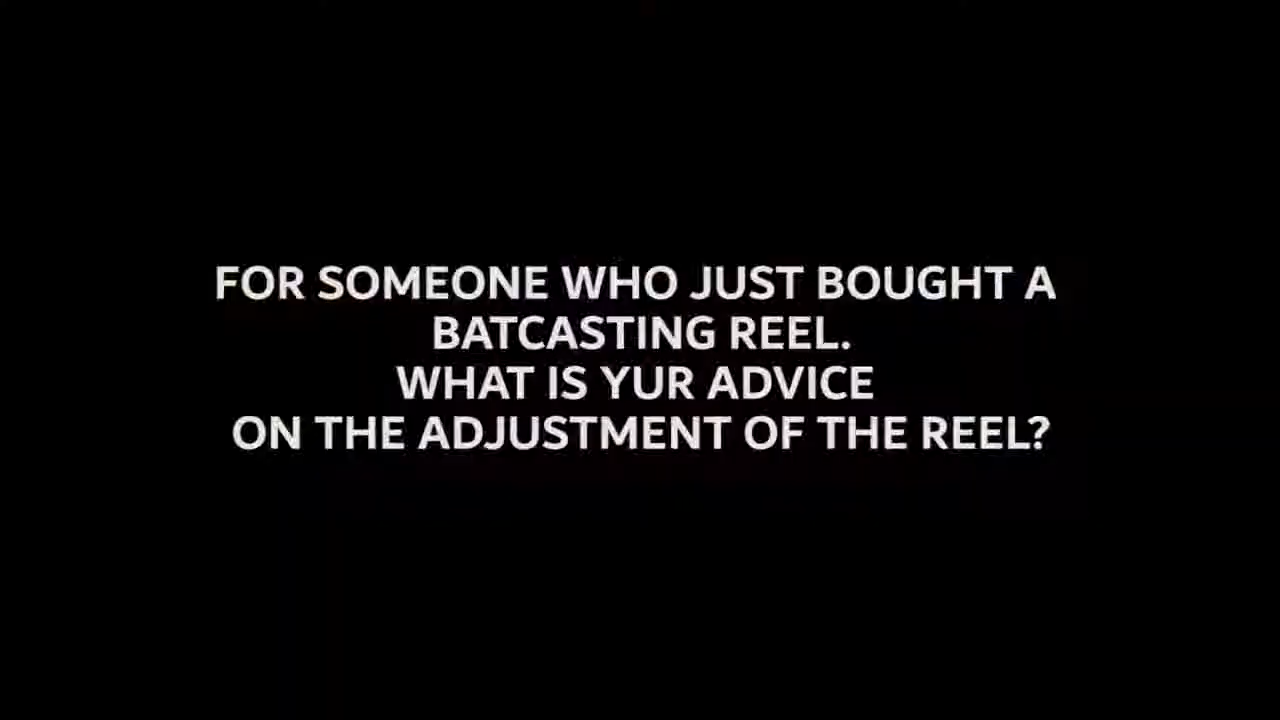 FOR SOMEONE WHO JUST BOUGHT A
BATCASTING REEL.
WHAT IS YUR ADVICE
ON THE ADJUSTMENT OF THE REEL?